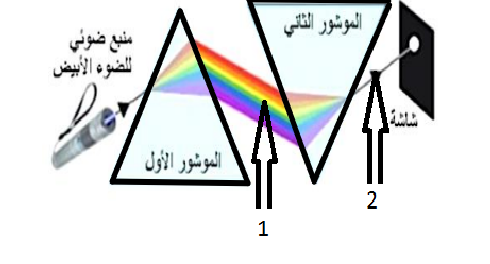 منبع ضوئي
للضوء الأبيض
الموشور الأول
الموشور الثاني
شاشة
1
2